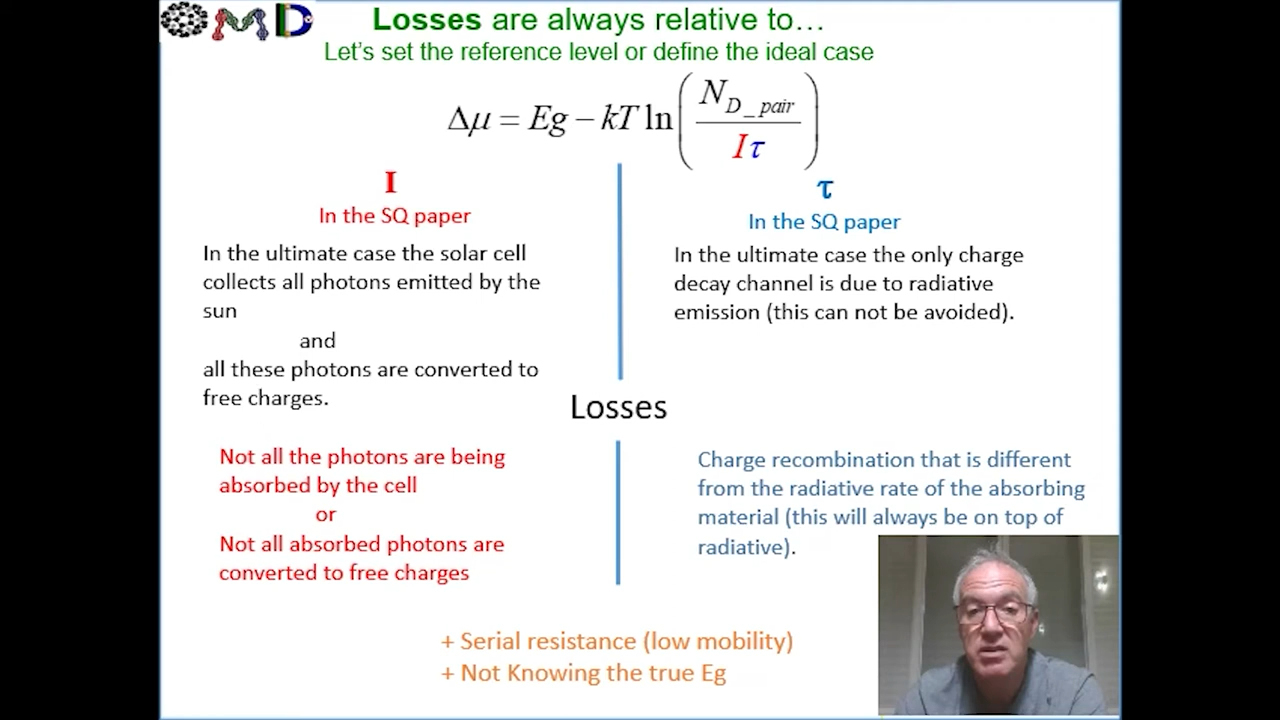 OMD
Losses are always relative to…
Let's set the reference level or define the ideal case
Δμ = Eg − kT ln( N_D_pair / Iτ )
I
In the SQ paper
In the ultimate case the solar cell
collects all photons emitted by the
sun
and
all these photons are converted to
free charges.
τ
In the SQ paper
In the ultimate case the only charge
decay channel is due to radiative
emission (this can not be avoided).
Losses
Not all the photons are being
absorbed by the cell
or
Not all absorbed photons are
converted to free charges
Charge recombination that is different
from the radiative rate of the absorbing
material (this will always be on top of
radiative).
+ Serial resistance (low mobility)
+ Not Knowing the true Eg